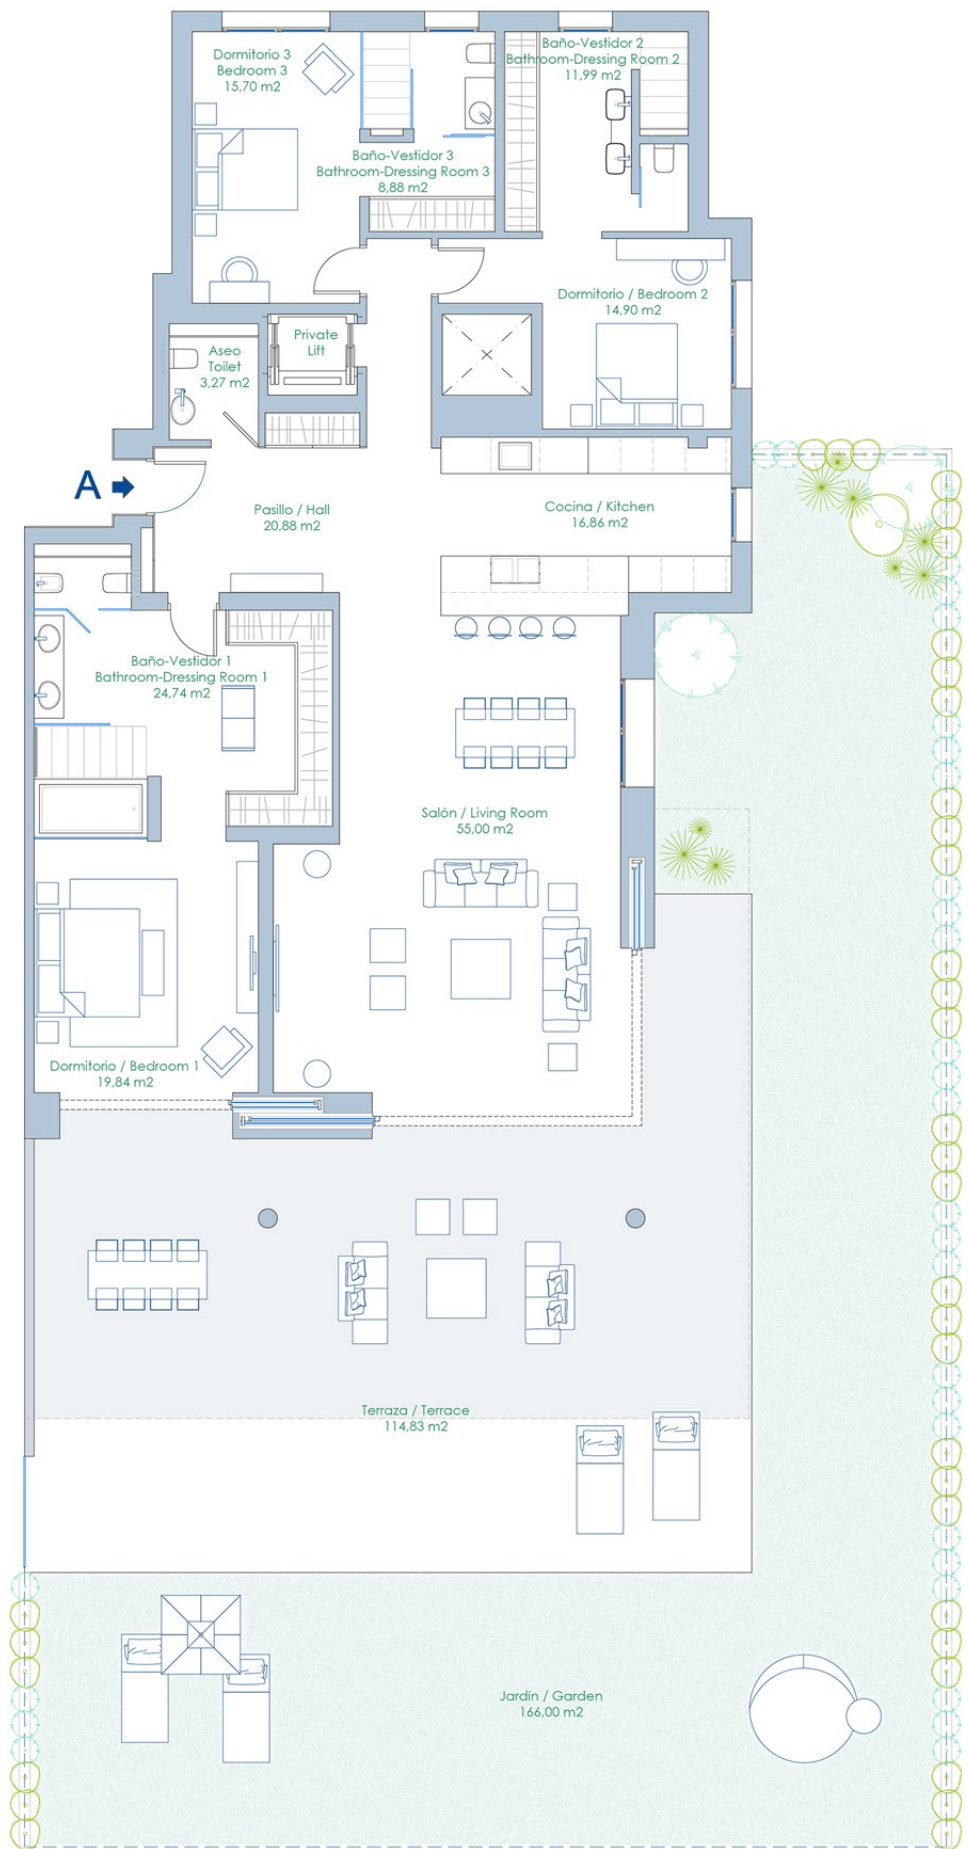 Dormitorio 3
Bedroom 3
15,70 m2
Baño-Vestidor 2
Bathroom-Dressing Room 2
11,99 m2
Baño-Vestidor 3
Bathroom-Dressing Room 3
8,88 m2
Dormitorio / Bedroom 2
14,90 m2
Private
Lift
Aseo
Toilet
3,27 m2
A
Pasillo / Hall
20,88 m2
Cocina / Kitchen
16,86 m2
Baño-Vestidor 1
Bathroom-Dressing Room 1
24,74 m2
Salón / Living Room
55,00 m2
Dormitorio / Bedroom 1
19,84 m2
Terraza / Terrace
114,83 m2
Jardín / Garden
166,00 m2